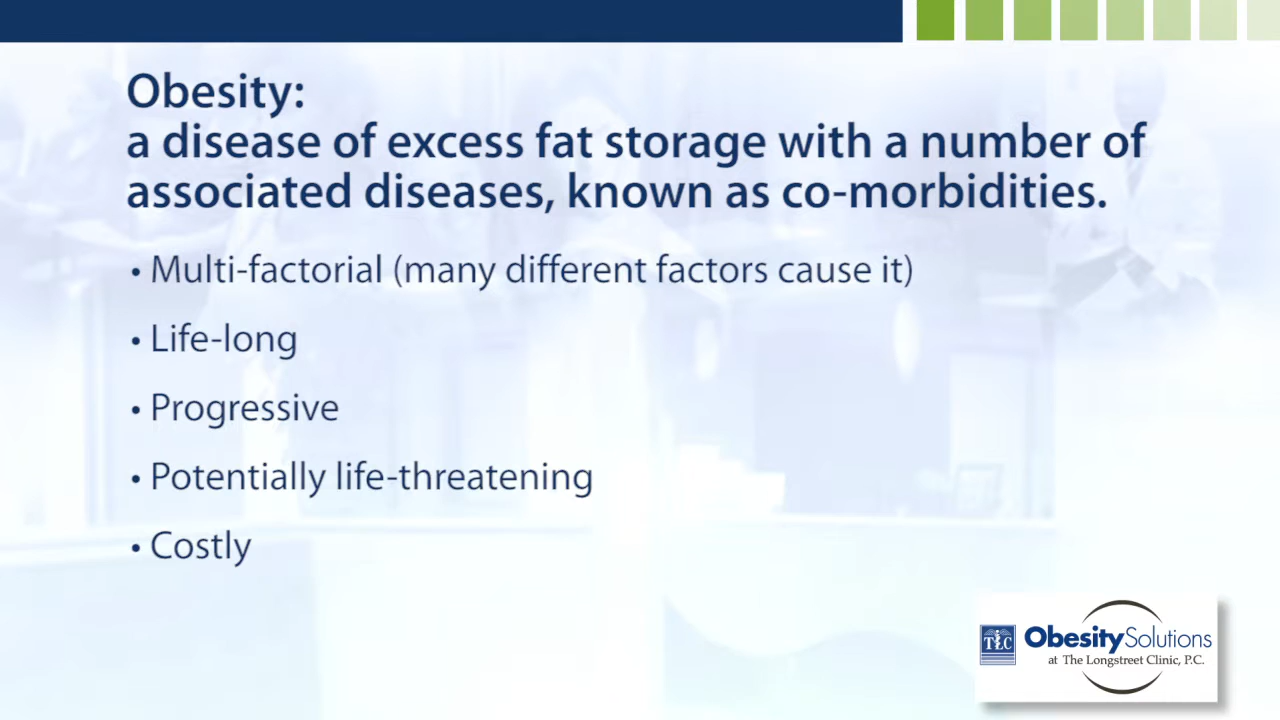 Obesity:
a disease of excess fat storage with a number of
associated diseases, known as co-morbidities.
• Multi-factorial (many different factors cause it)
• Life-long
• Progressive
• Potentially life-threatening
• Costly
TLC
ObesitySolutions
at The Longstreet Clinic, P.C.